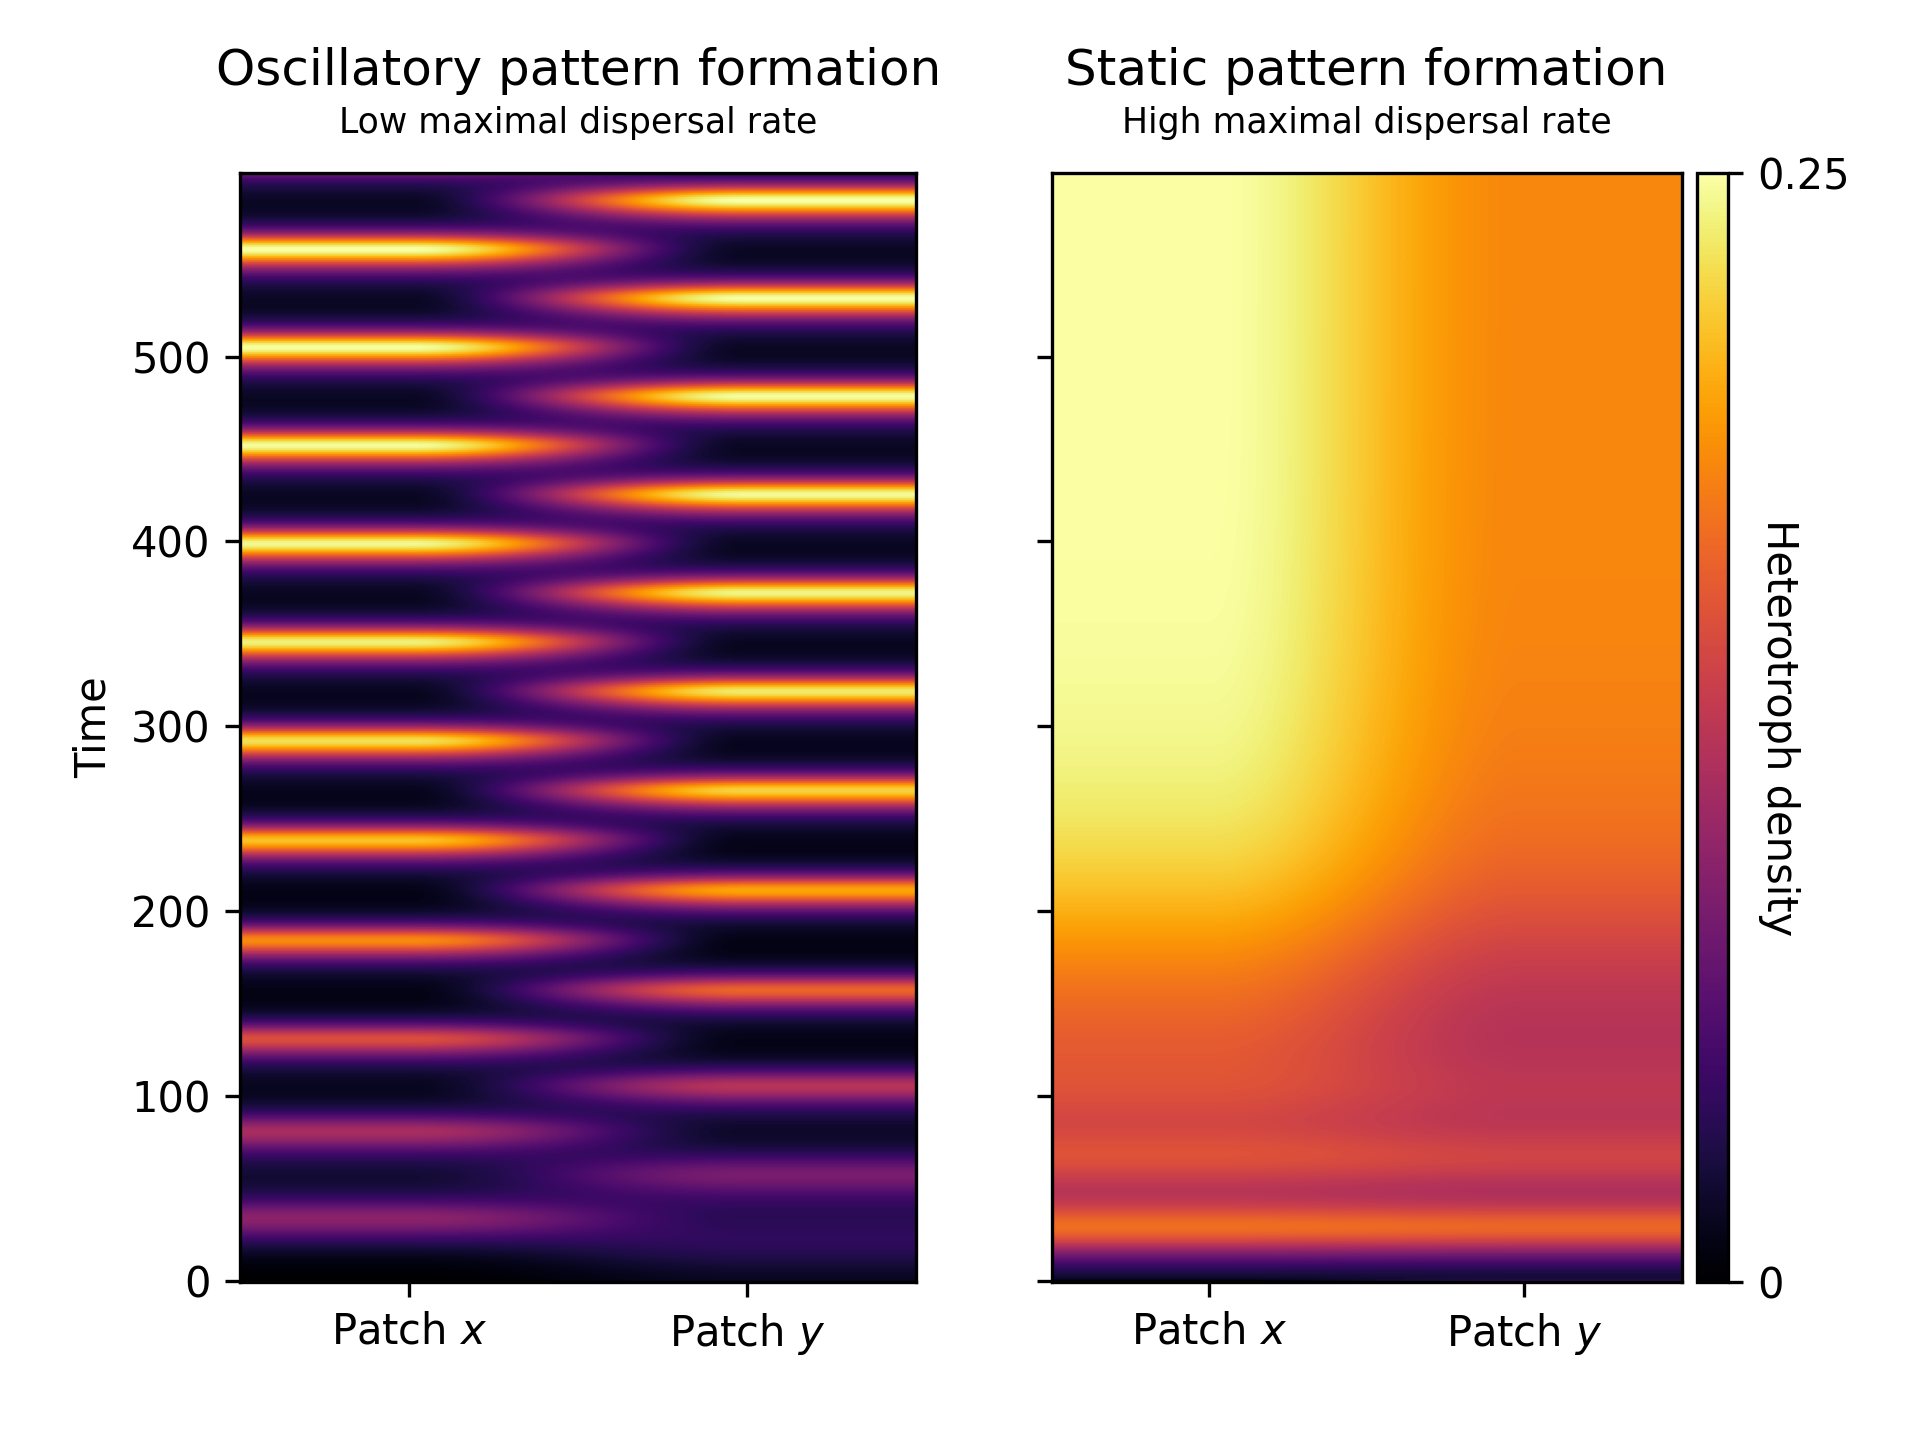 Oscillatory pattern formation
Low maximal dispersal rate
Static pattern formation
High maximal dispersal rate
Time
500
400
300
200
100
0
Patch x
Patch y
Patch x
Patch y
0.25
0
Heterotroph density